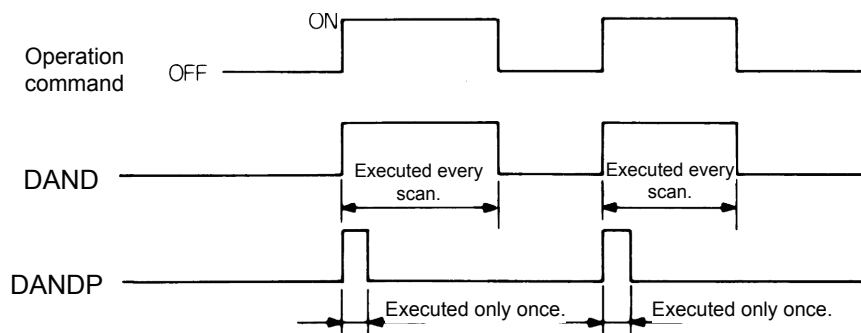 ON
Operation
command
OFF
DAND
Executed every
scan.
Executed every
scan.
DANDP
Executed only once.
Executed only once.